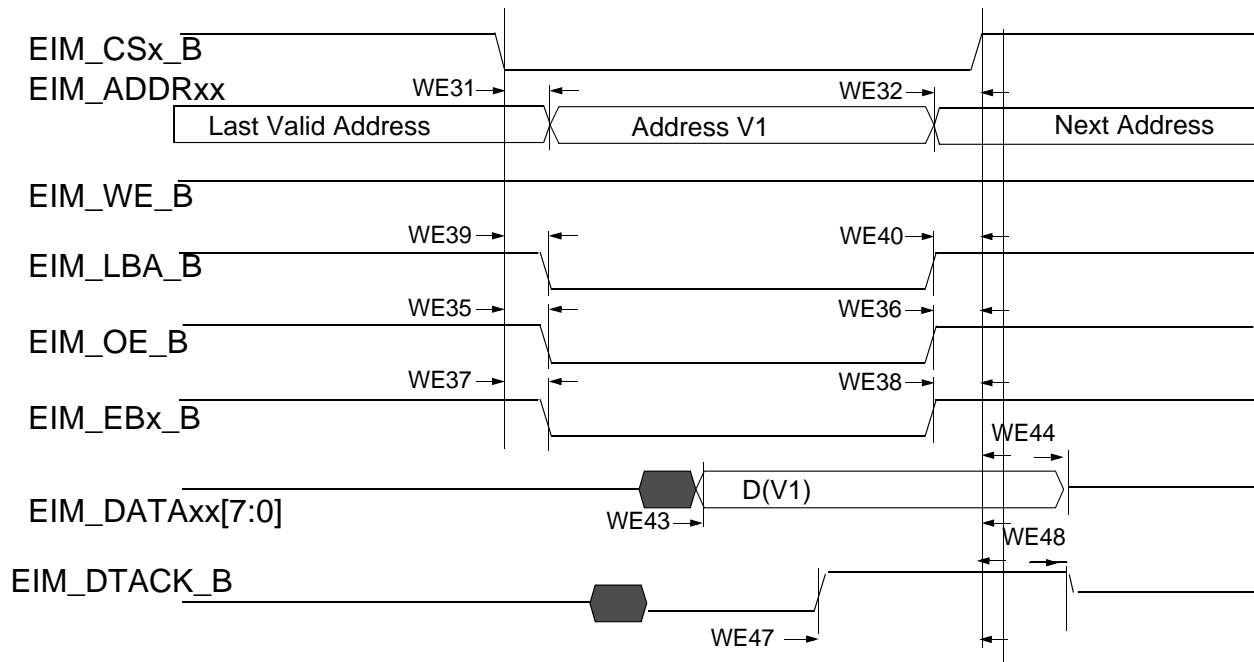 EIM_CSx_B
EIM_ADDRxx
WE31
WE32
Last Valid Address
Address V1
Next Address
EIM_WE_B
WE39
WE40
EIM_LBA_B
WE35
WE36
EIM_OE_B
WE37
WE38
EIM_EBx_B
WE44
D(V1)
EIM_DATAxx[7:0]
WE43
WE48
EIM_DTACK_B
WE47